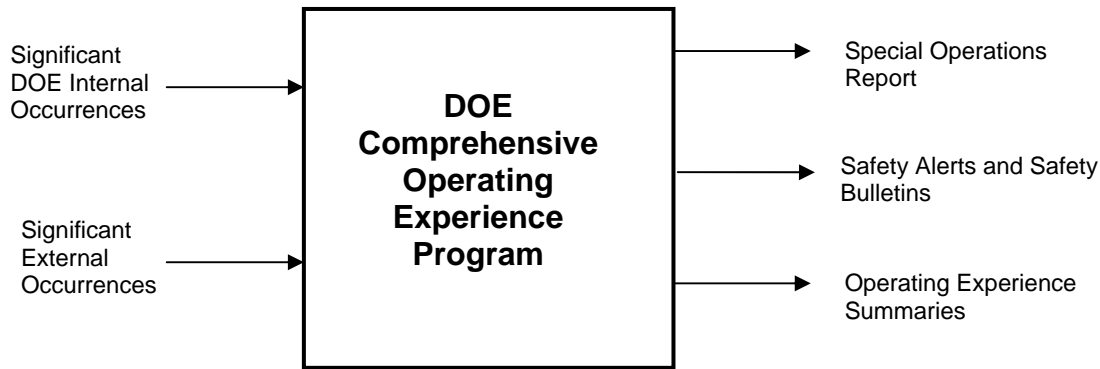 Significant
DOE Internal
Occurrences
Significant
External
Occurrences
DOE
Comprehensive
Operating
Experience
Program
Special Operations
Report
Safety Alerts and Safety
Bulletins
Operating Experience
Summaries